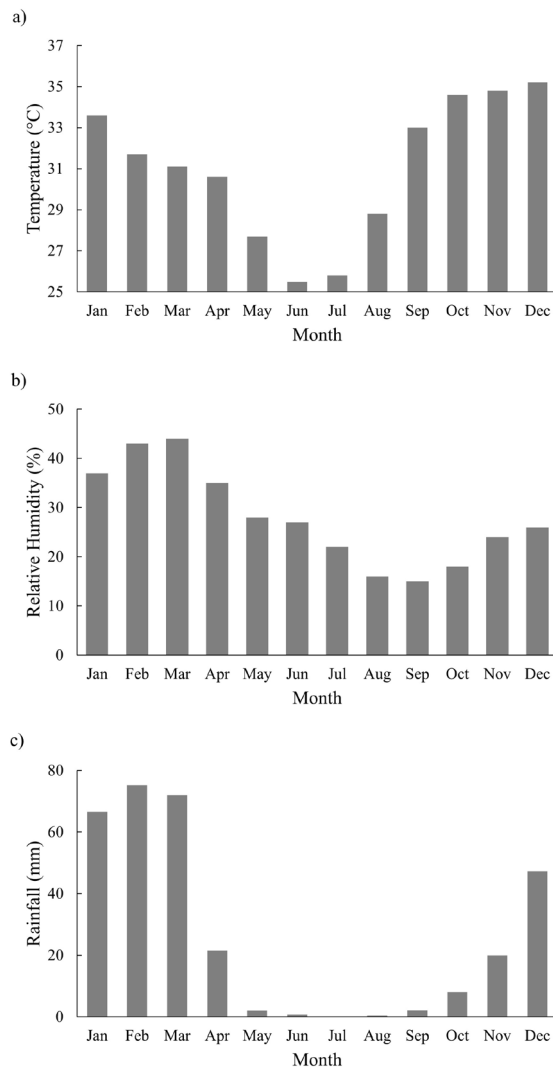 a)
Temperature (°C)
37
35
33
31
29
27
25
Jan Feb Mar Apr May Jun Jul Aug Sep Oct Nov Dec
Month
b)
Relative Humidity (%)
50
40
30
20
10
0
Jan Feb Mar Apr May Jun Jul Aug Sep Oct Nov Dec
Month
c)
Rainfall (mm)
80
60
40
20
0
Jan Feb Mar Apr May Jun Jul Aug Sep Oct Nov Dec
Month